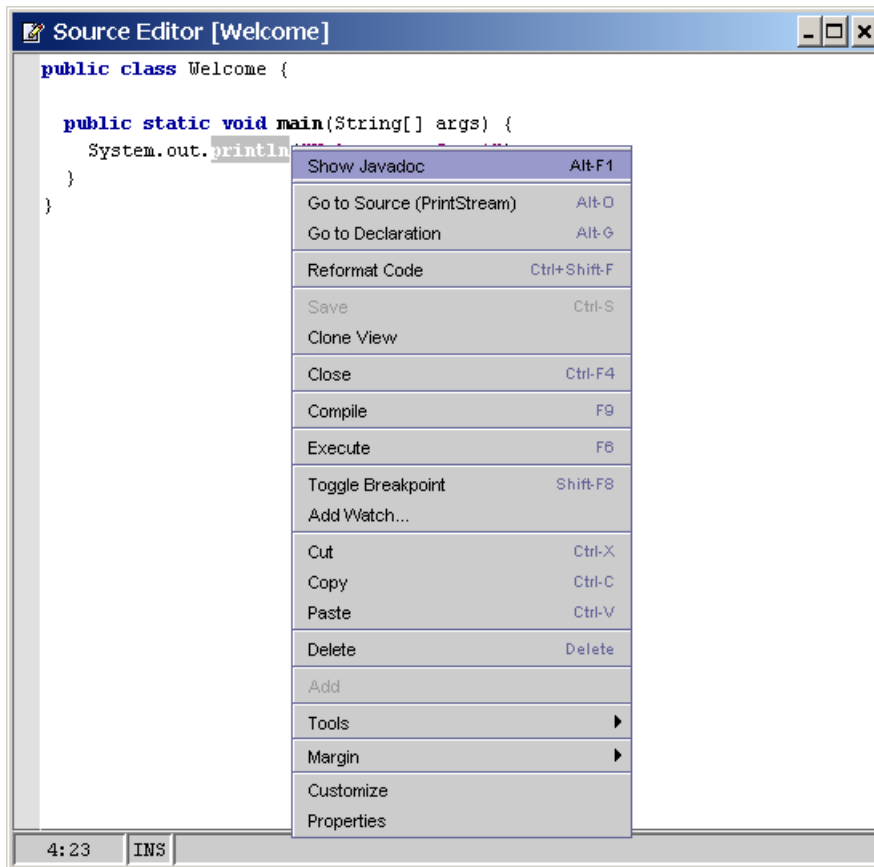 Source Editor [Welcome]
public class Welcome {
public static void main(String[] args) {
System.out.println
}
}
Show Javadoc Alt-F1
Go to Source (PrintStream) Alt-O
Go to Declaration Alt-G
Reformat Code Ctrl+Shift-F
Save Ctrl-S
Clone View
Close Ctrl-F4
Compile F9
Execute F6
Toggle Breakpoint Shift-F8
Add Watch...
Cut Ctrl-X
Copy Ctrl-C
Paste Ctrl-V
Delete Delete
Add
Tools
Margin
Customize
Properties
4:23 INS